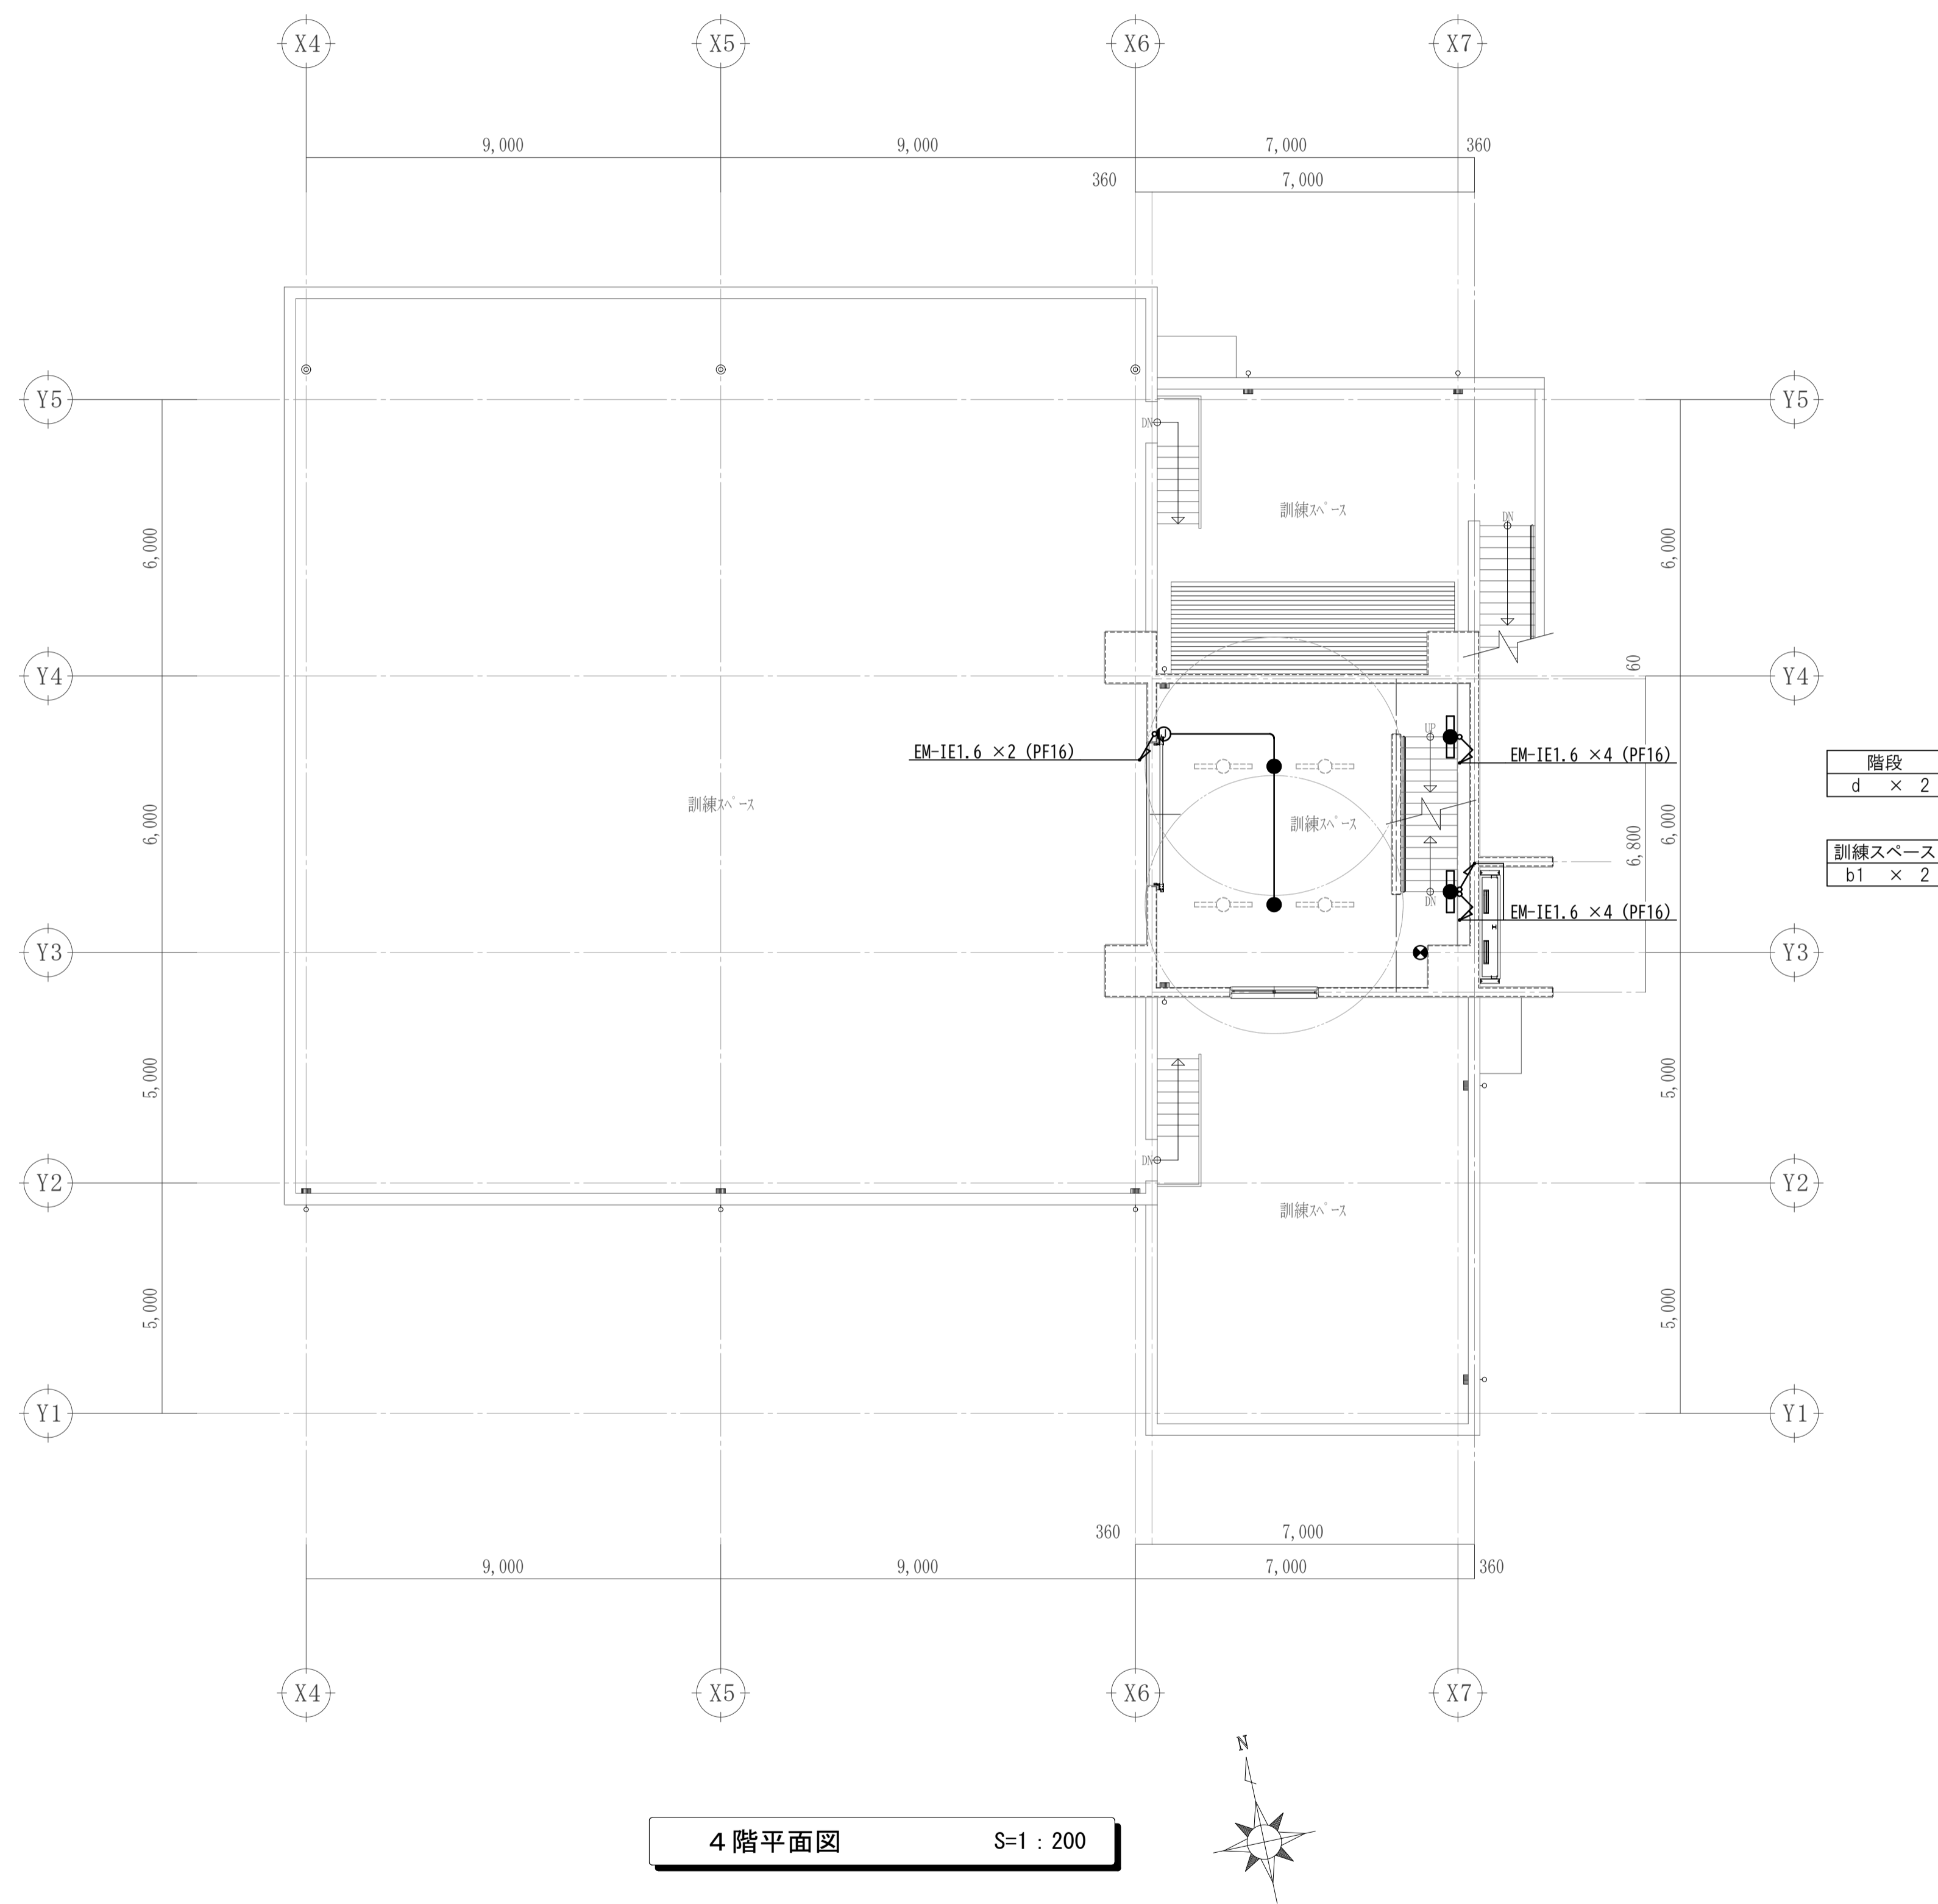 X4
X5
X6
X7
9,000
9,000
7,000
360
360
7,000
Y5
Y5
DN
訓練ｽﾍﾟｰｽ
DN
6,000
6,000
Y4
60
Y4
UP
EM-IE1.6 ×2 (PF16)
EM-IE1.6 ×4 (PF16)
階段
d × 2
訓練ｽﾍﾟｰｽ
訓練ｽﾍﾟｰｽ
6,000
6,000
6,800
訓練スペース
b1 × 2
DN
EM-IE1.6 ×4 (PF16)
Y3
Y3
5,000
5,000
DN
Y2
Y2
訓練ｽﾍﾟｰｽ
5,000
5,000
Y1
Y1
360
7,000
9,000
9,000
7,000
360
X4
X5
X6
X7
N
４階平面図 S=1：200